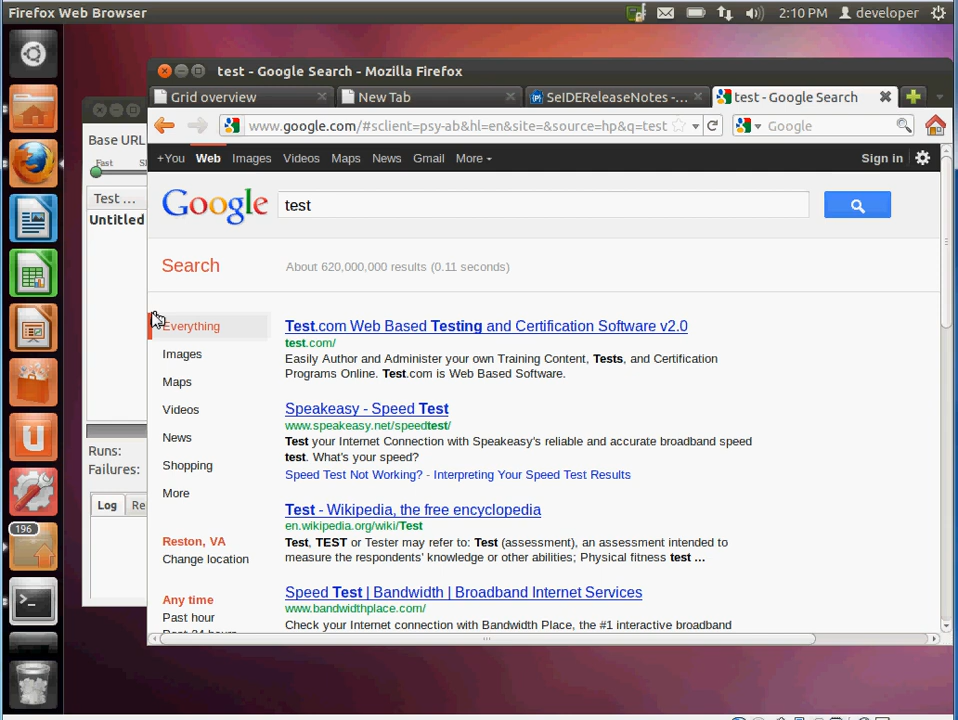 Firefox Web Browser
2:10 PM developer
test - Google Search - Mozilla Firefox
Grid overview
New Tab
SeIDEReleaseNotes -...
test - Google Search
www.google.com/#sclient=psy-ab&hl=en&site=&source=hp&q=test
Google
+You Web Images Videos Maps News Gmail More
Sign in
Google
test
Search
About 620,000,000 results (0.11 seconds)
Everything
Images
Maps
Videos
News
Shopping
More
Reston, VA
Change location
Any time
Past hour
Past 24 hours
Test.com Web Based Testing and Certification Software v2.0
test.com/
Easily Author and Administer your own Training Content, Tests, and Certification
Programs Online. Test.com is Web Based Software.
Speakeasy - Speed Test
www.speakeasy.net/speedtest/
Test your Internet Connection with Speakeasy's reliable and accurate broadband speed
test. What's your speed?
Speed Test Not Working? - Interpreting Your Speed Test Results
Test - Wikipedia, the free encyclopedia
en.wikipedia.org/wiki/Test
Test, TEST or Tester may refer to: Test (assessment), an assessment intended to
measure the respondents' knowledge or other abilities; Physical fitness test ...
Speed Test | Bandwidth | Broadband Internet Services
www.bandwidthplace.com/
Check your Internet connection with Bandwidth Place, the #1 interactive broadband
Base URL
Fast
Test ...
Untitled
Runs:
Failures:
Log
Re
196